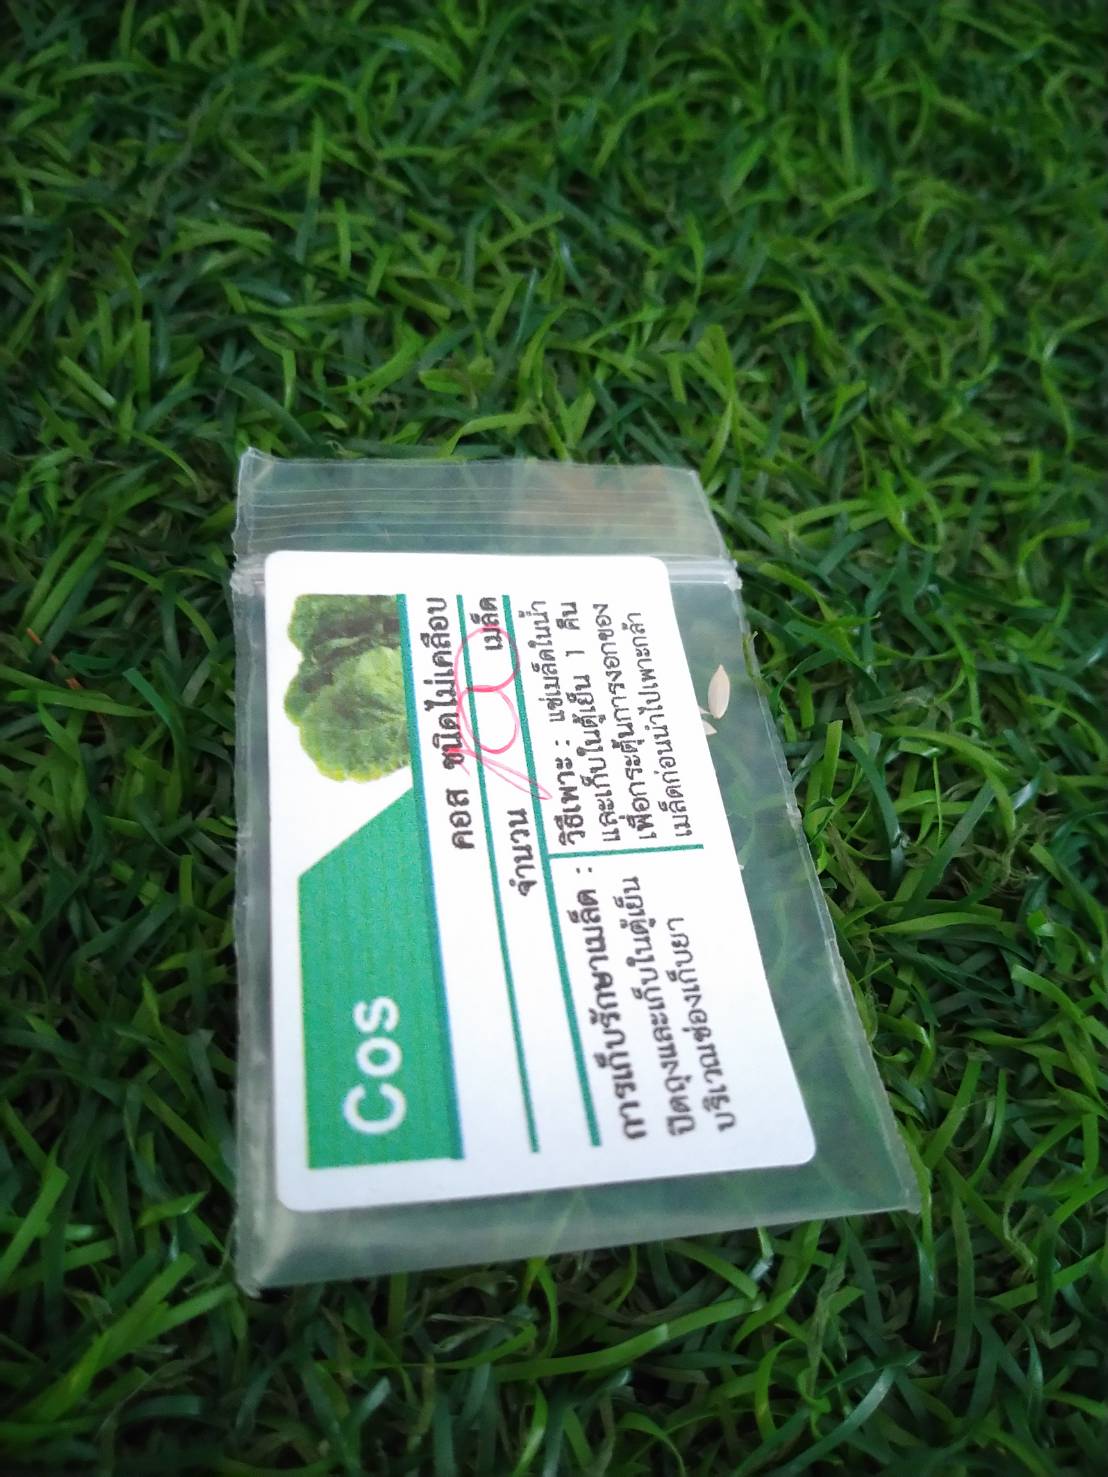 Cos
คอส ชนิดไม่เคลือบ
จำนวน 100 เมล็ด
การเก็บรักษาเมล็ด :
ปิดถุงและเก็บในตู้เย็น
บริเวณช่องเก็บยา
วิธีเพาะ : แช่เมล็ดในน้ำ
และเก็บในตู้เย็น 1 คืน
เพื่อกระตุ้นการงอกของ
เมล็ดก่อนนำไปเพาะกล้า